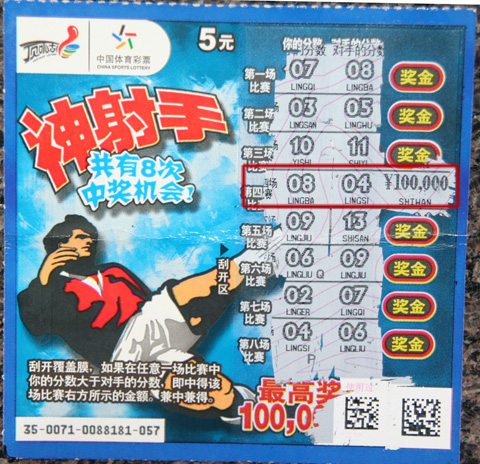 顶呱刮
中国体育彩票
CHINA SPORTS LOTTERY
5元
神射手
共有8次
中奖机会!
你的分数 对手的分数
第一场比赛 07 08 奖金
LINGQI LINGBA
第二场比赛 03 05 奖金
LINGSAN LINGWU
第三场比赛 10 11 奖金
YISHI SHIYI
第四场比赛 08 04 ¥100,000
LINGBA LINGSI SHIWAN
第五场比赛 09 13 奖金
LINGJIU SHISAN
第六场比赛 06 09 奖金
LINGLIU Q LINGJIU
第七场比赛 02 07 奖金
LINGER LINGQI
第八场比赛 04 06 奖金
LINGSI LINGLIU
P
刮开区
刮开覆盖膜，如果在任意一场比赛中
你的分数大于对手的分数，即中得该
场比赛右方所示的金额。兼中兼得。
最高奖
100,0
35-0071-0088181-057